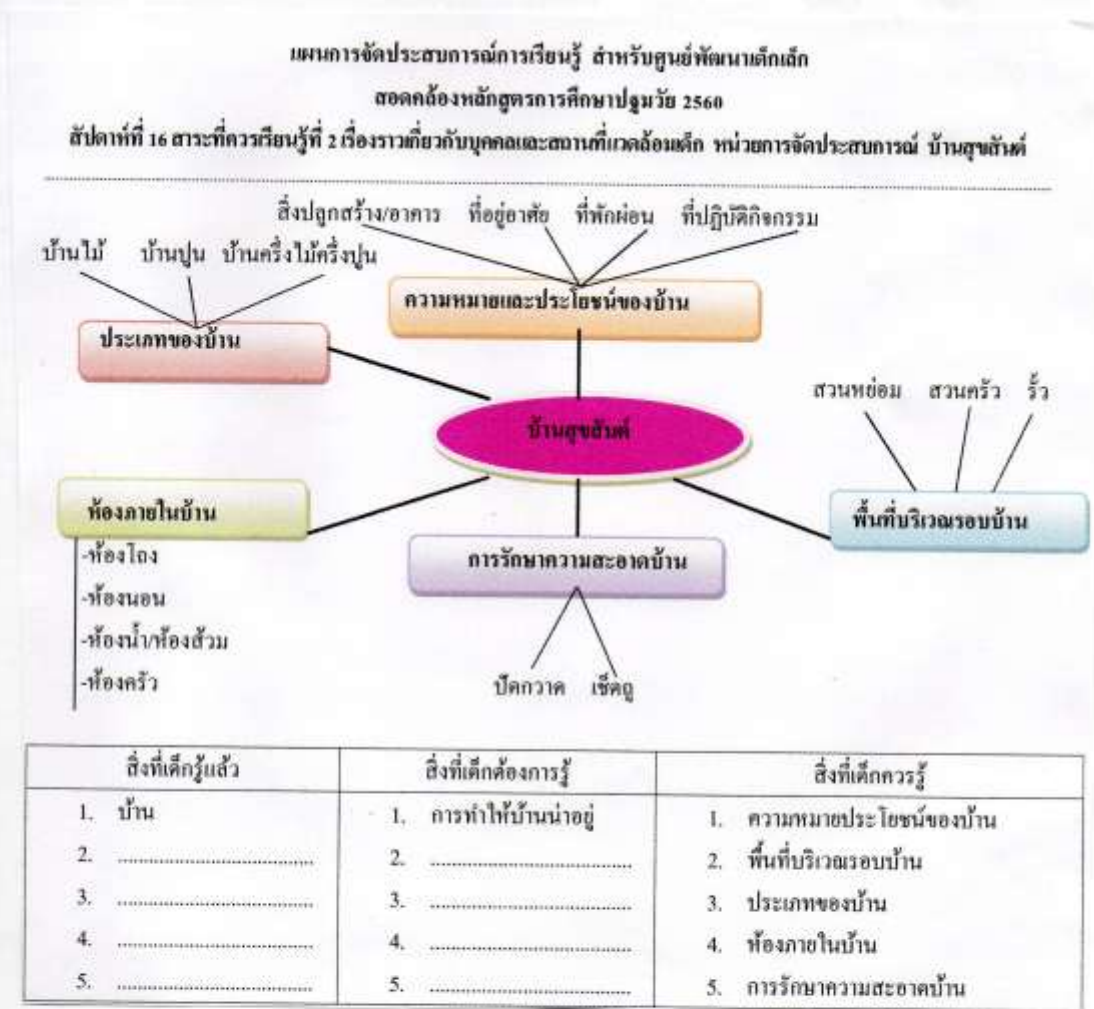 แผนการจัดประสบการณ์การเรียนรู้ สำหรับศูนย์พัฒนาเด็กเล็ก
สอดคล้องหลักสูตรการศึกษาปฐมวัย 2560
สัปดาห์ที่ 16 สาระที่ควรเรียนรู้ที่ 2 เรื่องราวเกี่ยวกับบุคคลและสถานที่แวดล้อมเด็ก หน่วยการจัดประสบการณ์ บ้านสุขสันต์
สิ่งปลูกสร้าง/อาคาร ที่อยู่อาศัย ที่พักผ่อน ที่ปฏิบัติกิจกรรม
บ้านไม้ บ้านปูน บ้านครึ่งไม้ครึ่งปูน
ความหมายและประโยชน์ของบ้าน
ประเภทของบ้าน
สวนหย่อม สวนครัว รั้ว
บ้านสุขสันต์
ห้องภายในบ้าน
พื้นที่บริเวณรอบบ้าน
การรักษาความสะอาดบ้าน
-ห้องโถง
-ห้องนอน
-ห้องน้ำ/ห้องส้วม
-ห้องครัว
ปัดกวาด เช็ดถู
สิ่งที่เด็กรู้แล้ว
1. บ้าน
2. ....................................
3. ....................................
4. ....................................
5. ....................................
สิ่งที่เด็กต้องการรู้
1. การทำให้บ้านน่าอยู่
2. ....................................
3. ....................................
4. ....................................
5. ....................................
สิ่งที่เด็กควรรู้
1. ความหมายประโยชน์ของบ้าน
2. พื้นที่บริเวณรอบบ้าน
3. ประเภทของบ้าน
4. ห้องภายในบ้าน
5. การรักษาความสะอาดบ้าน